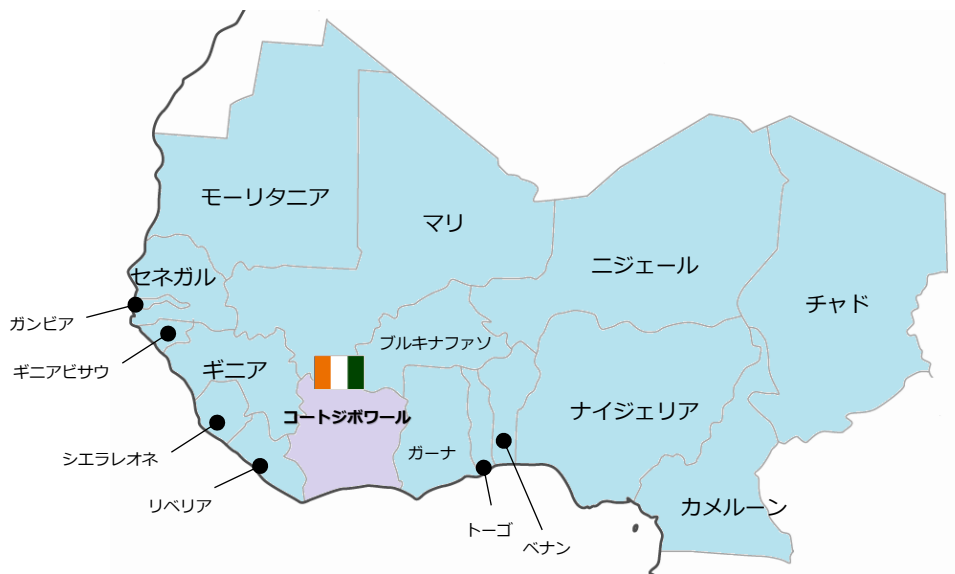 モーリタニア
マリ
ニジェール
セネガル
チャド
ガンビア
ブルキナファソ
ギニアビサウ
ギニア
ナイジェリア
コートジボワール
ガーナ
シエラレオネ
リベリア
カメルーン
トーゴ
ベナン